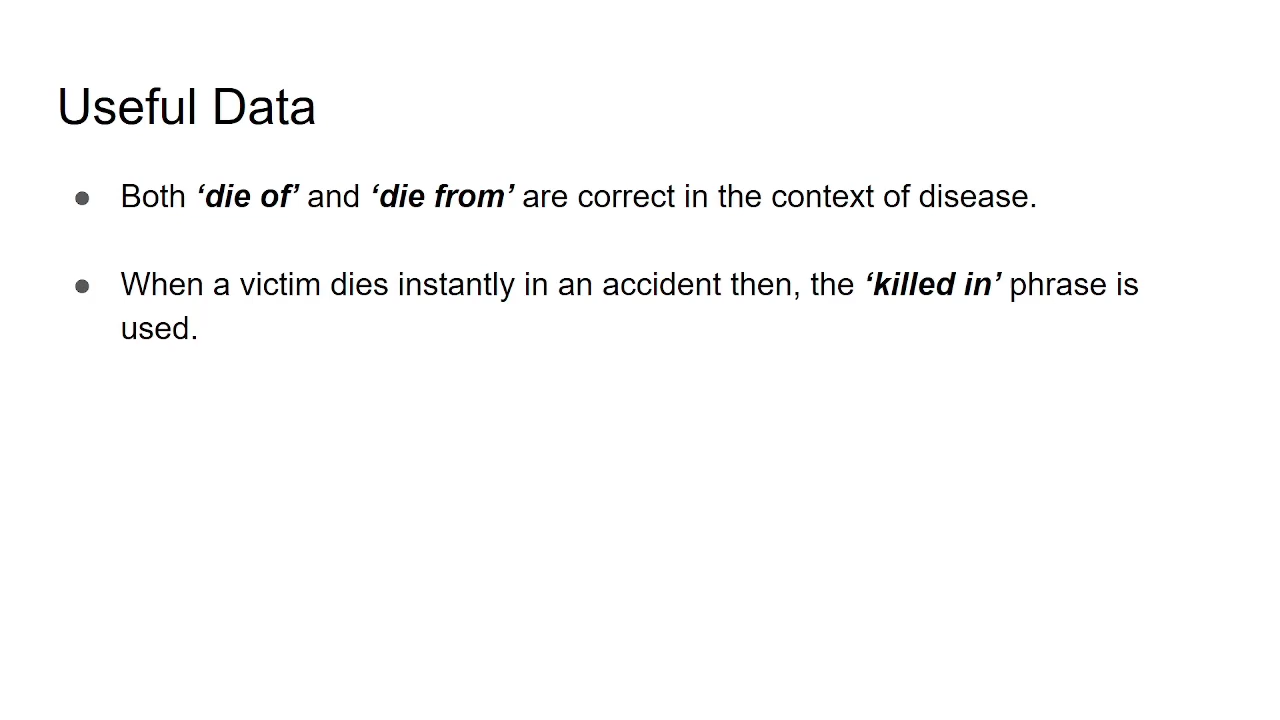 Useful Data
● Both ‘die of’ and ‘die from’ are correct in the context of disease.
● When a victim dies instantly in an accident then, the ‘killed in’ phrase is
used.